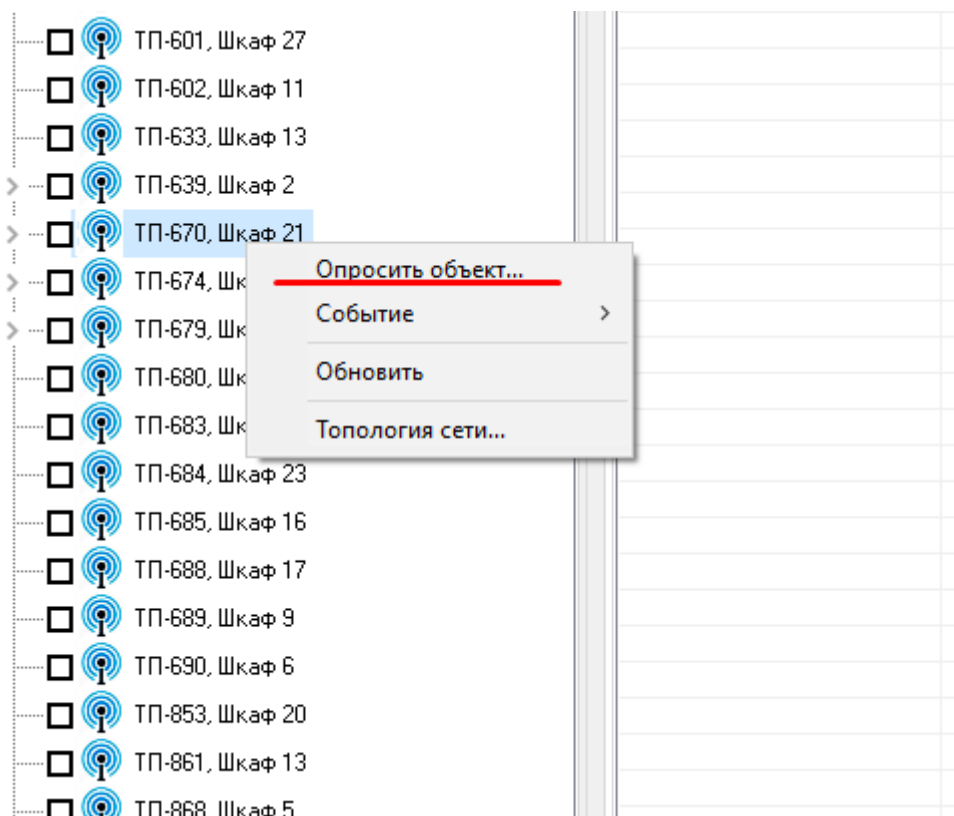 ТП-601, Шкаф 27
ТП-602, Шкаф 11
ТП-633, Шкаф 13
ТП-639, Шкаф 2
ТП-670, Шкаф 21
Опросить объект...
ТП-674, Шк
Событие
ТП-679, Шк
Обновить
ТП-680, Шк
ТП-683, Шк
Топология сети...
ТП-684, Шкаф 23
ТП-685, Шкаф 16
ТП-688, Шкаф 17
ТП-689, Шкаф 9
ТП-690, Шкаф 6
ТП-853, Шкаф 20
ТП-861, Шкаф 13
ТП-868, Шкаф 5